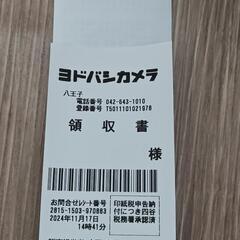 ヨドバシカメラ
八王子
電話番号 042-643-1010
登録番号 T5011101021978
領収書
様
お問合せレシート番号
2815-1503-970883
2024年11月17日
14時41分
印紙税申告納
付につき四谷
税務署承認済